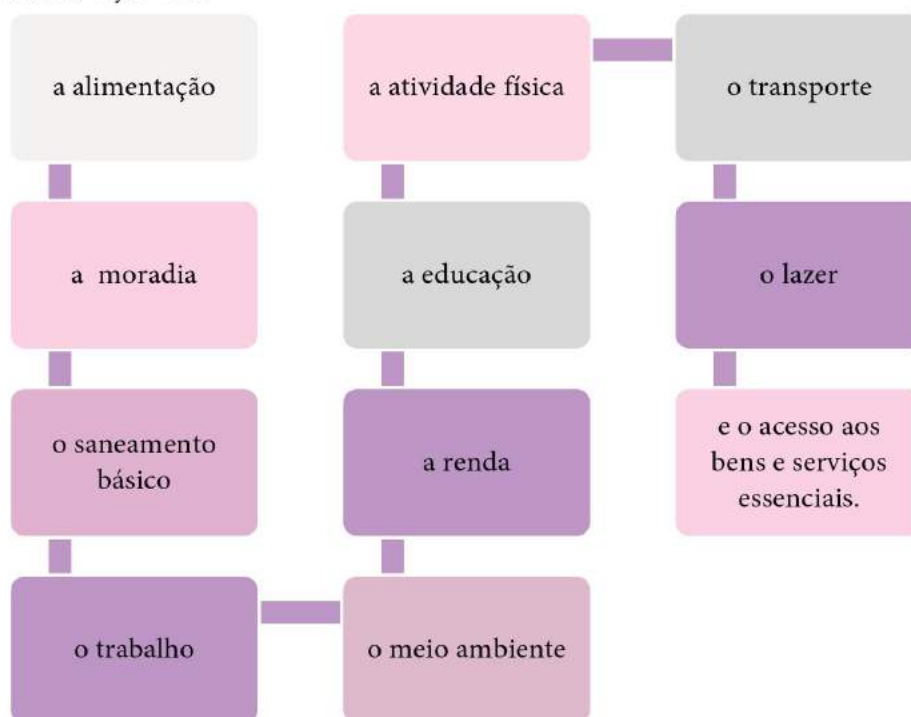 a alimentação
a moradia
o saneamento
básico
o trabalho
o meio ambiente
a renda
a educação
a atividade física
o transporte
o lazer
e o acesso aos
bens e serviços
essenciais.